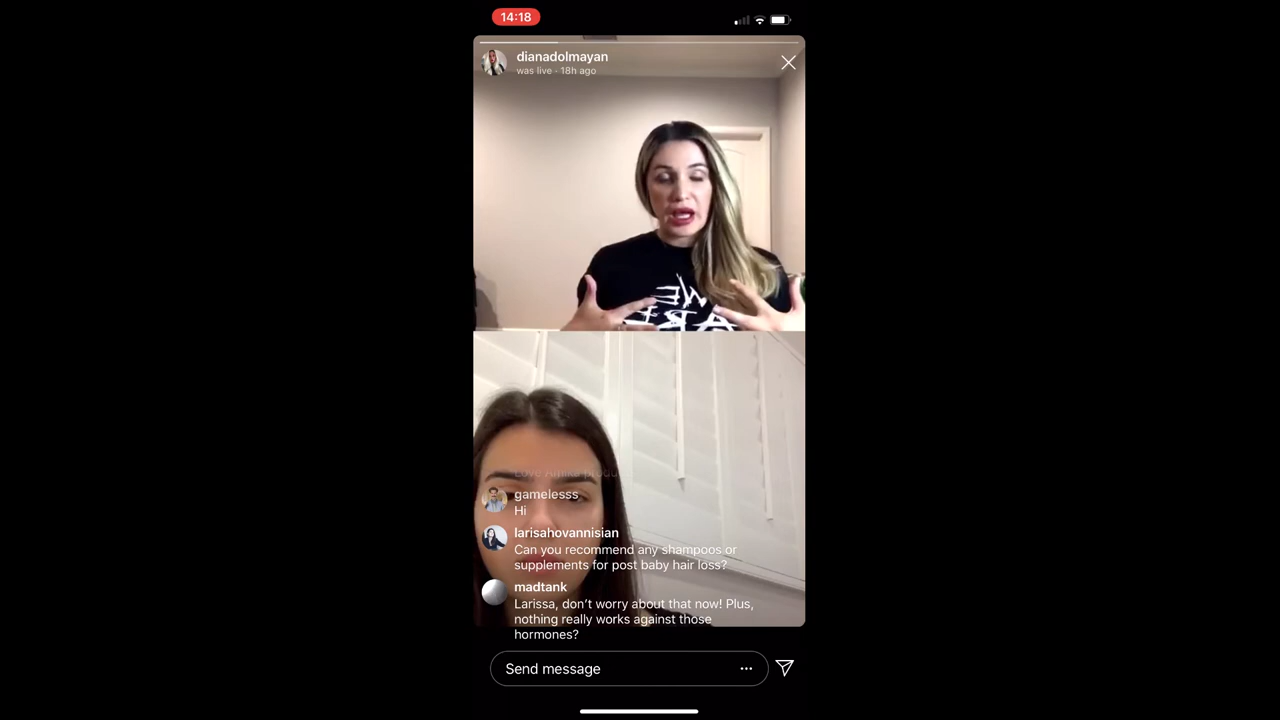 14:18
dianadolmayan
was live · 18h ago
WE
ARE
gamelesss
Hi
larisahovannisian
Can you recommend any shampoos or
supplements for post baby hair loss?
madtank
Larissa, don't worry about that now! Plus,
nothing really works against those
hormones?
Send message